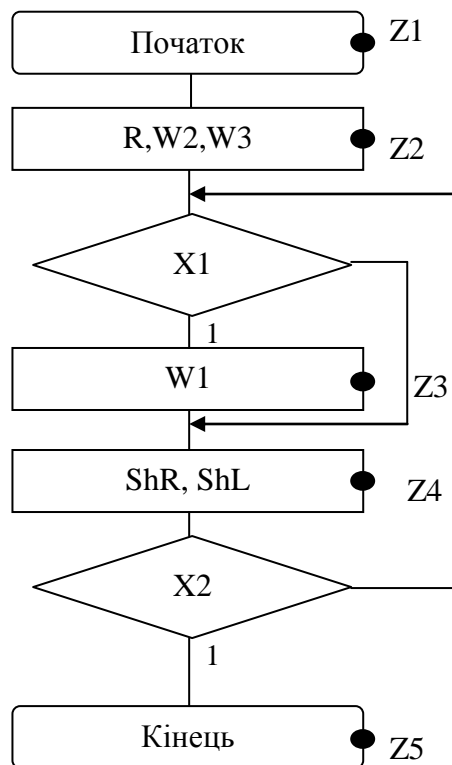 Початок
Z1
R,W2,W3
Z2
X1
1
W1
Z3
ShR, ShL
Z4
X2
1
Кінець
Z5